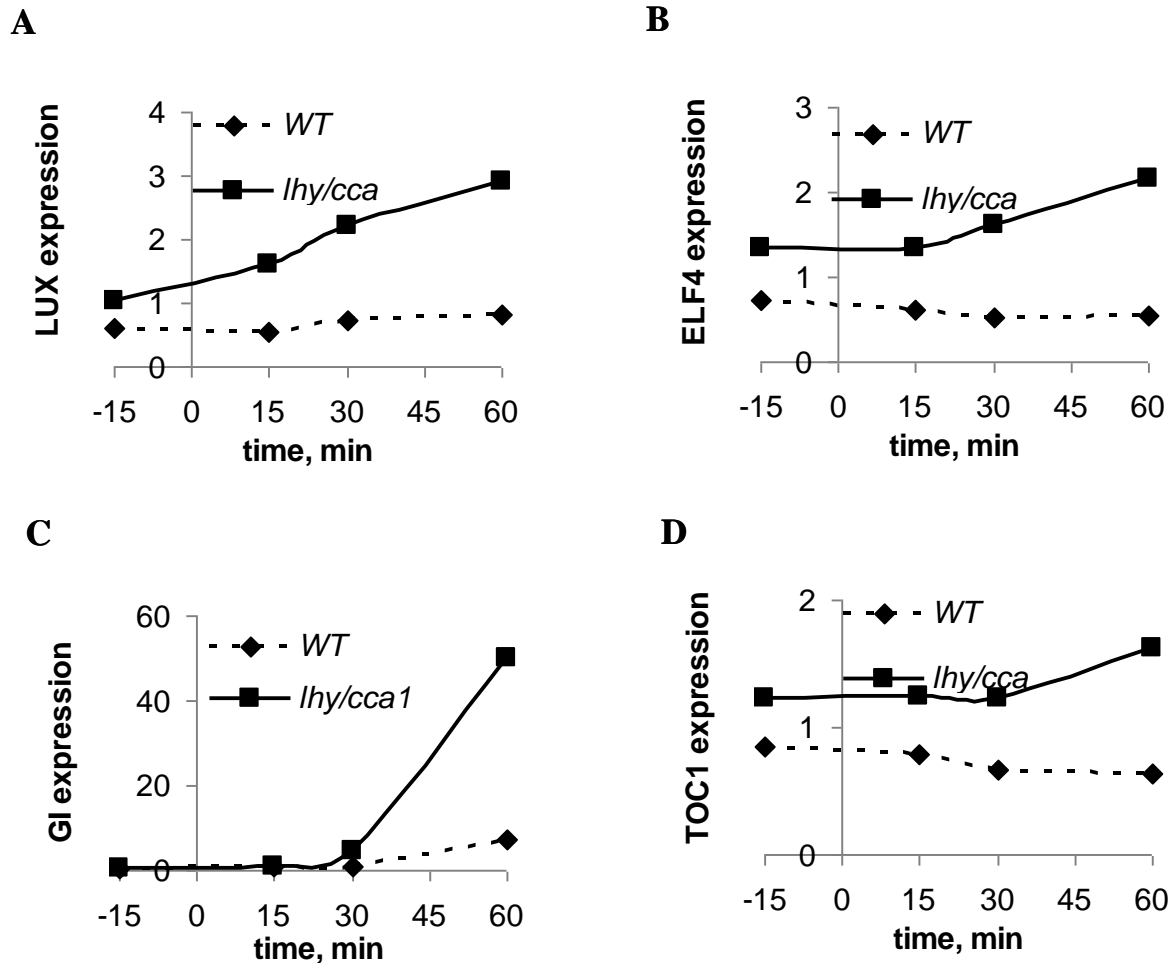 A
LUX expression
4
3
2
1
0
WT
lhy/cca
-15 0 15 30 45 60
time, min
B
ELF4 expression
3
2
1
0
WT
lhy/cca
-15 0 15 30 45 60
time, min
C
GI expression
60
40
20
0
WT
lhy/cca1
-15 0 15 30 45 60
time, min
D
TOC1 expression
2
1
0
WT
lhy/cca
-15 0 15 30 45 60
time, min